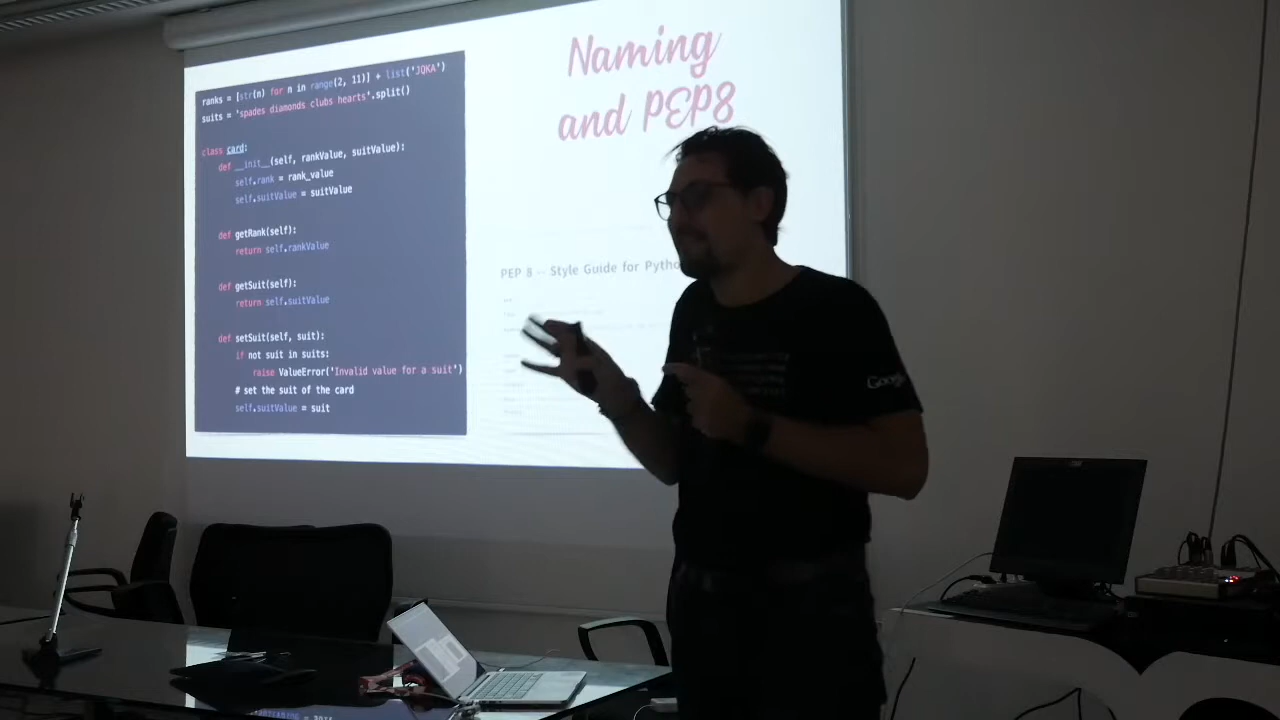 ranks = [str(n) for n in range(2, 11)] + list('JQKA')
suits = 'spades diamonds clubs hearts'.split()
class card:
def __init__(self, rankValue, suitValue):
self.rank = rank_value
self.suitValue = suitValue
def getRank(self):
return self.rankValue
def getSuit(self):
return self.suitValue
def setSuit(self, suit):
if not suit in suits:
raise ValueError('Invalid value for a suit')
# set the suit of the card
self.suitValue = suit
Naming
and PEP8
PEP 8 -- Style Guide for Pytho
Google